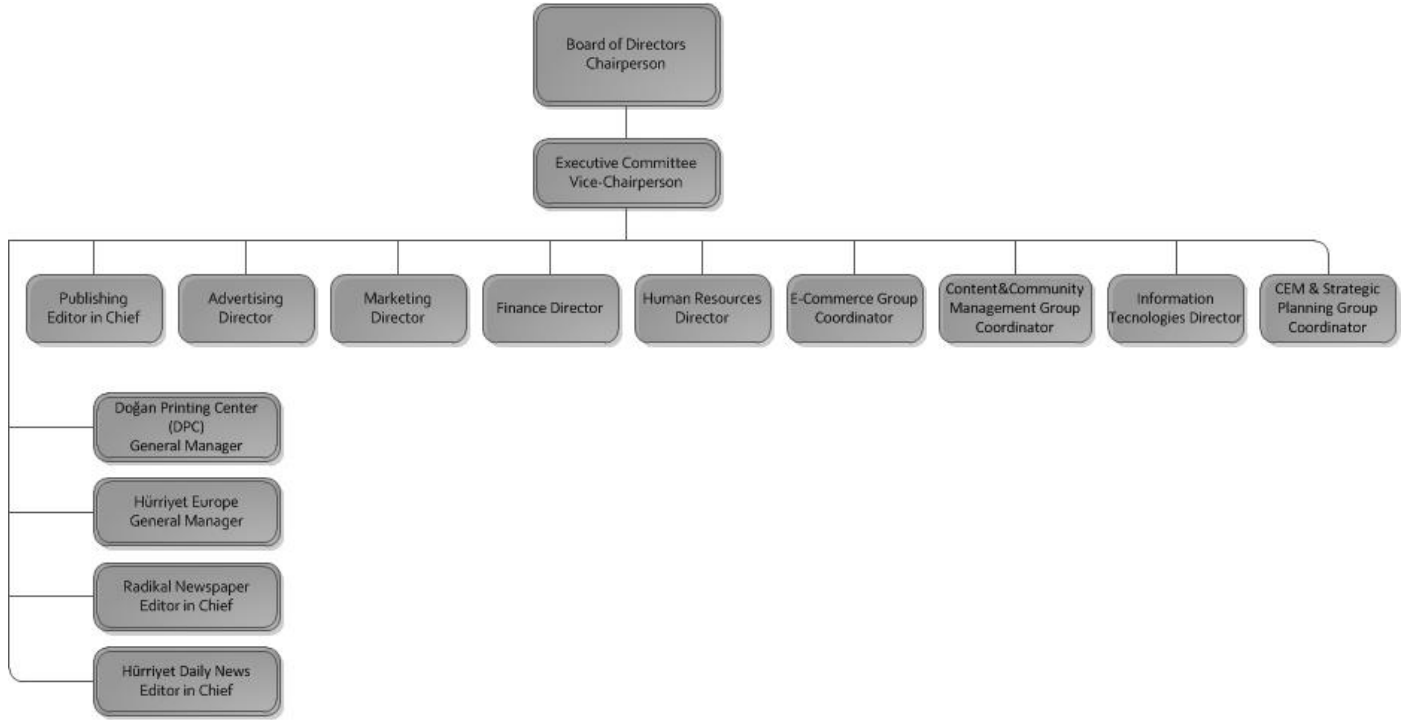 Board of Directors
Chairperson
Executive Committee
Vice-Chairperson
Publishing
Editor in Chief
Advertising
Director
Marketing
Director
Finance Director
Human Resources
Director
E-Commerce Group
Coordinator
Content&Community
Management Group
Coordinator
Information
Tecnologies Director
CEM & Strategic
Planning Group
Coordinator
Doğan Printing Center
(DPC)
General Manager
Hürriyet Europe
General Manager
Radikal Newspaper
Editor in Chief
Hürriyet Daily News
Editor in Chief